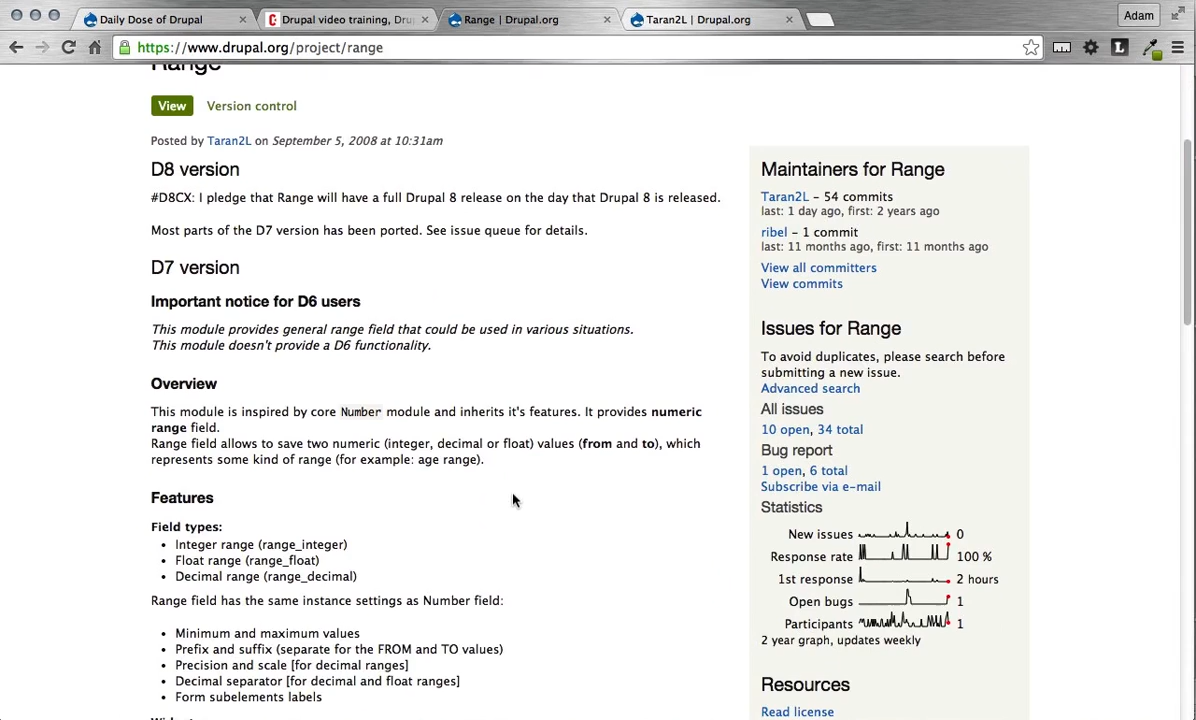 Daily Dose of Drupal
Drupal video training, Dru
Range | Drupal.org
Taran2L | Drupal.org
Adam
https://www.drupal.org/project/range
Range
View
Version control
Posted by Taran2L on September 5, 2008 at 10:31am
D8 version
#D8CX: I pledge that Range will have a full Drupal 8 release on the day that Drupal 8 is released.
Most parts of the D7 version has been ported. See issue queue for details.
D7 version
Important notice for D6 users
This module provides general range field that could be used in various situations.
This module doesn't provide a D6 functionality.
Overview
This module is inspired by core Number module and inherits it's features. It provides numeric
range field.
Range field allows to save two numeric (integer, decimal or float) values (from and to), which
represents some kind of range (for example: age range).
Features
Field types:
• Integer range (range_integer)
• Float range (range_float)
• Decimal range (range_decimal)
Range field has the same instance settings as Number field:
• Minimum and maximum values
• Prefix and suffix (separate for the FROM and TO values)
• Precision and scale [for decimal ranges]
• Decimal separator [for decimal and float ranges]
• Form subelements labels
Maintainers for Range
Taran2L – 54 commits
last: 1 day ago, first: 2 years ago
ribel – 1 commit
last: 11 months ago, first: 11 months ago
View all committers
View commits
Issues for Range
To avoid duplicates, please search before
submitting a new issue.
Advanced search
All issues
10 open, 34 total
Bug report
1 open, 6 total
Subscribe via e-mail
Statistics
New issues 0
Response rate 100 %
1st response 2 hours
Open bugs 1
Participants 1
2 year graph, updates weekly
Resources
Read license